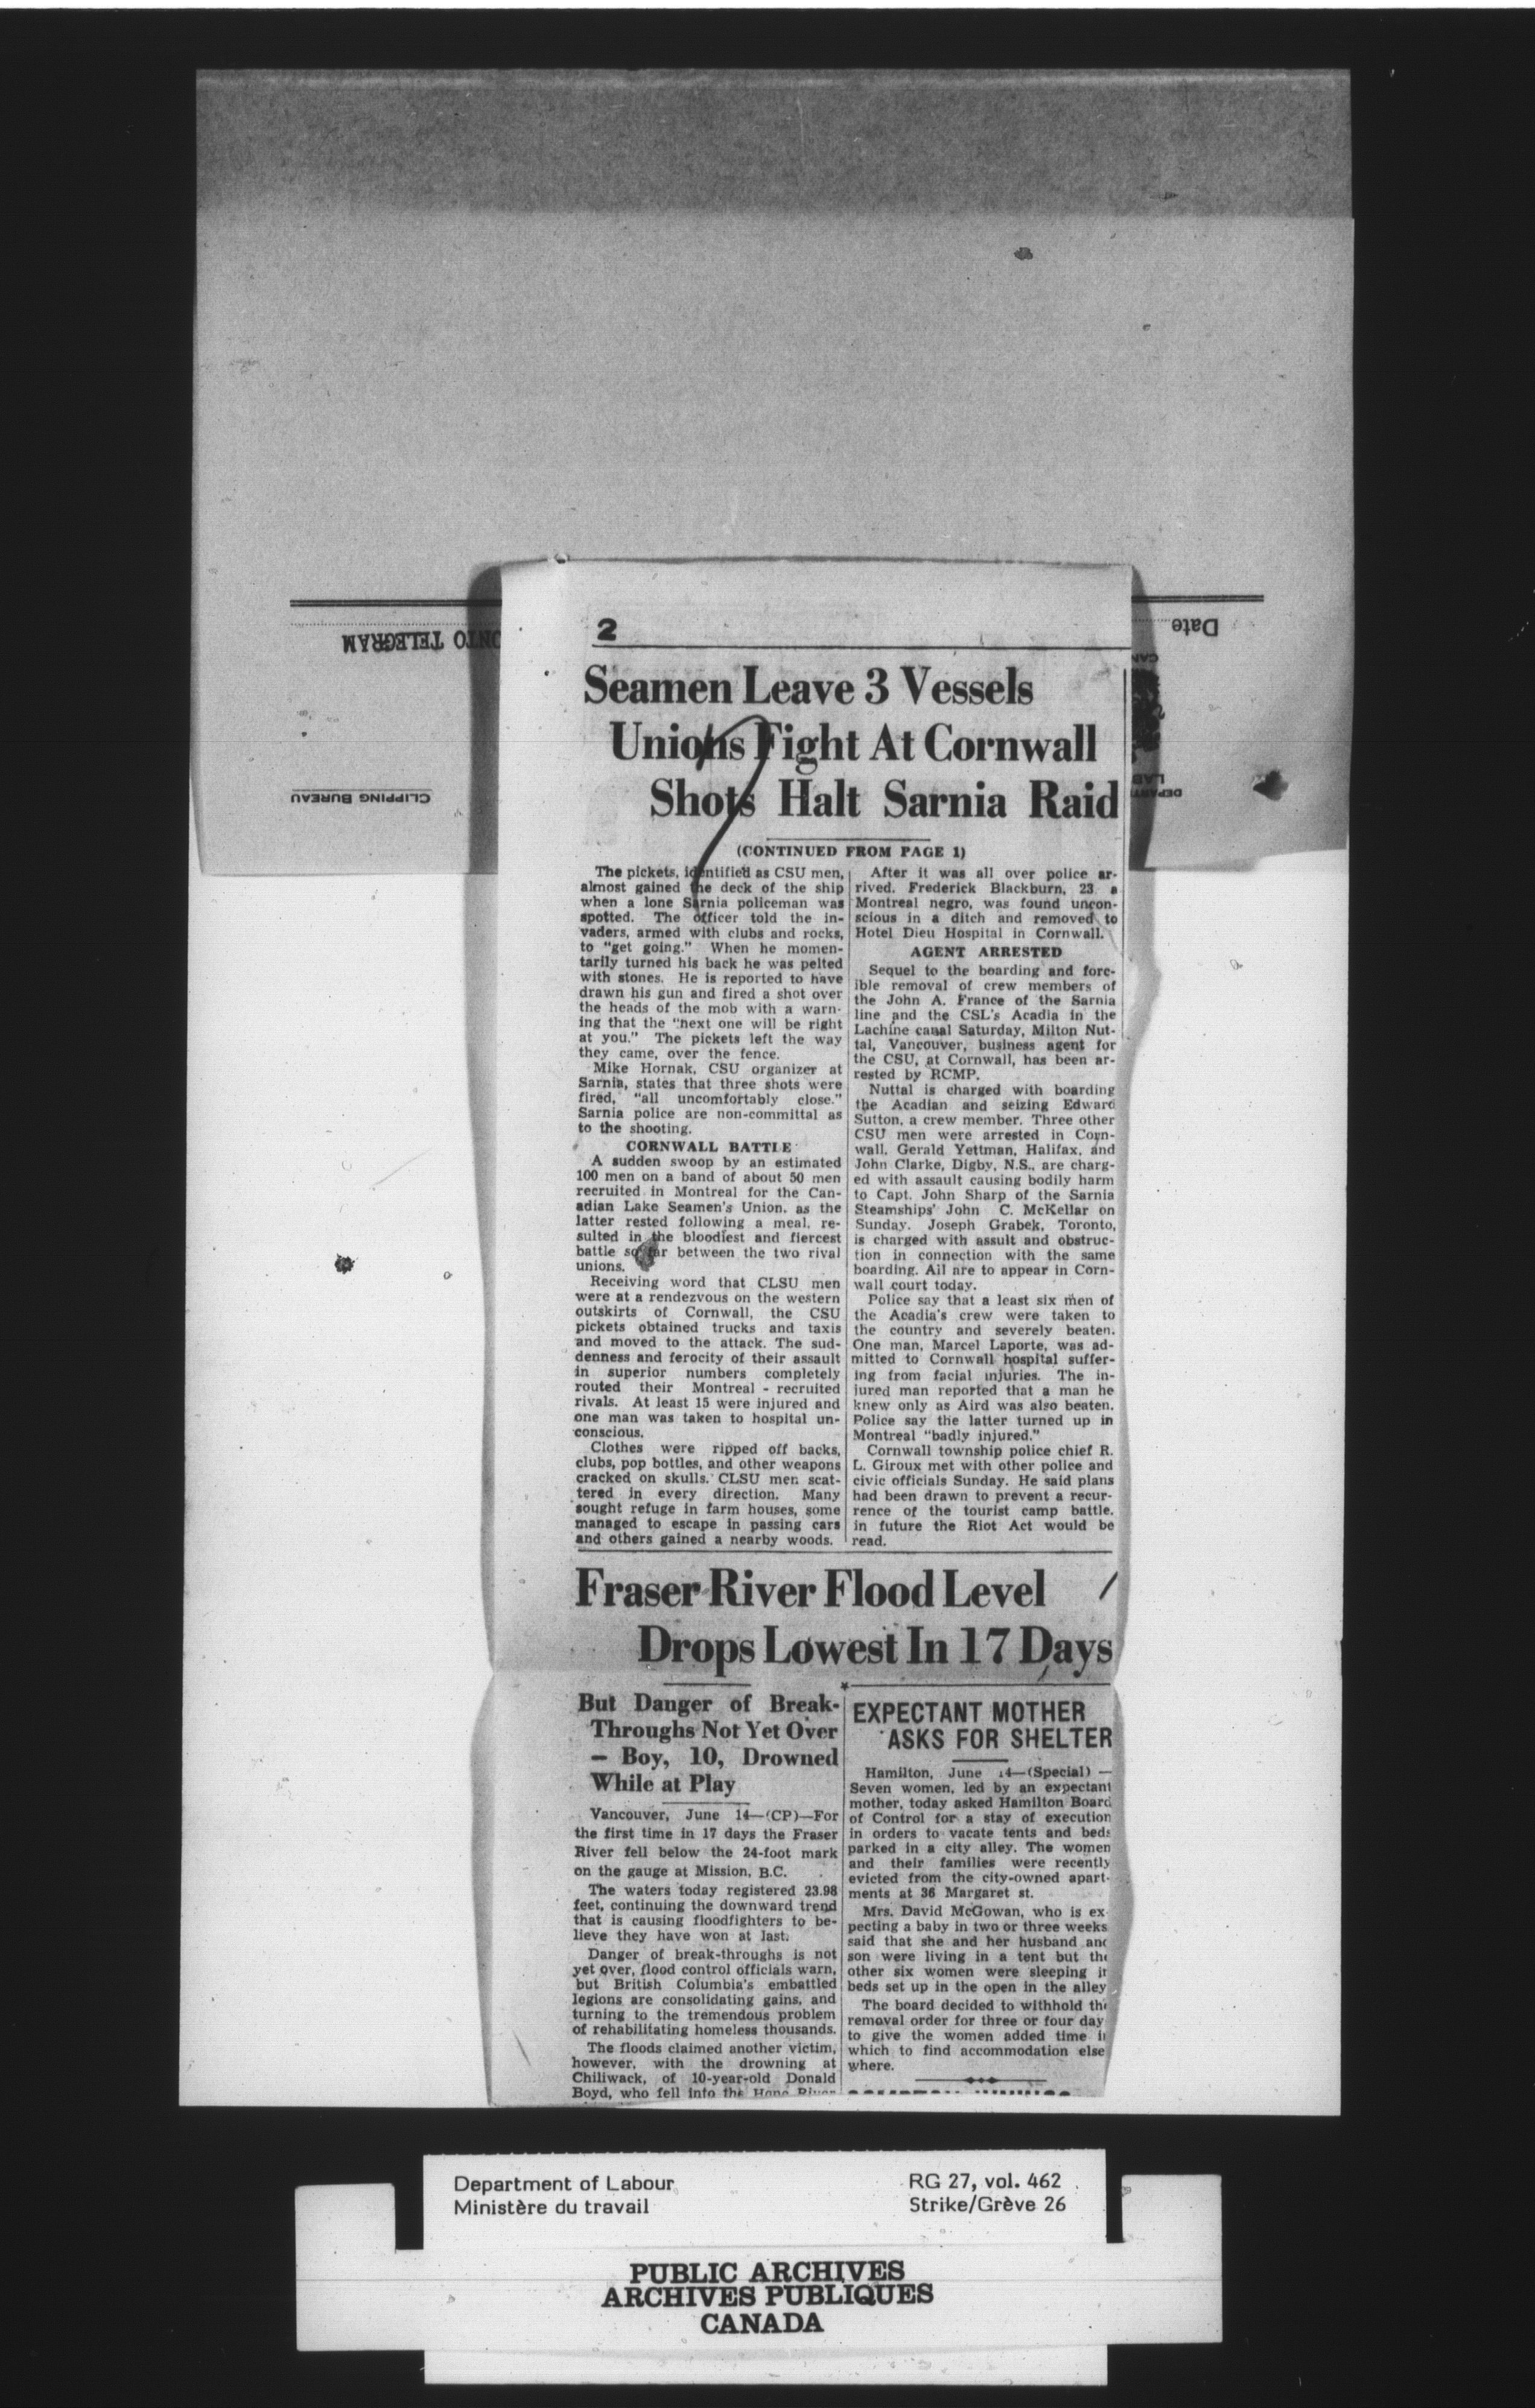 ONTO TELEGRAM
CLIPPING BUREAU
Date
2
Seamen Leave 3 Vessels
Unions Fight At Cornwall
Shots Halt Sarnia Raid
(CONTINUED FROM PAGE 1)
The pickets, identified as CSU men,
almost gained the deck of the ship
when a lone Sarnia policeman was
spotted. The officer told the in-
vaders, armed with clubs and rocks,
to "get going." When he momen-
tarily turned his back he was pelted
with stones. He is reported to have
drawn his gun and fired a shot over
the heads of the mob with a warn-
ing that the "next one will be right
at you." The pickets left the way
they came, over the fence.
Mike Hornak, CSU organizer at
Sarnia, states that three shots were
fired, "all uncomfortably close."
Sarnia police are non-committal as
to the shooting.
CORNWALL BATTLE
A sudden swoop by an estimated
100 men on a band of about 50 men
recruited in Montreal for the Can-
adian Lake Seamen's Union, as the
latter rested following a meal, re-
sulted in the bloodiest and fiercest
battle so far between the two rival
unions.
Receiving word that CLSU men
were at a rendezvous on the western
outskirts of Cornwall, the CSU
pickets obtained trucks and taxis
and moved to the attack. The sud-
denness and ferocity of their assault
in superior numbers completely
routed their Montreal - recruited
rivals. At least 15 were injured and
one man was taken to hospital un-
conscious.
Clothes were ripped off backs,
clubs, pop bottles, and other weapons
cracked on skulls. CLSU men scat-
tered in every direction. Many
sought refuge in farm houses, some
managed to escape in passing cars
and others gained a nearby woods.
After it was all over police ar-
rived. Frederick Blackburn, 23 a
Montreal negro, was found uncon-
scious in a ditch and removed to
Hotel Dieu Hospital in Cornwall.
AGENT ARRESTED
Sequel to the boarding and forc-
ible removal of crew members of
the John A. France of the Sarnia
line and the CSL's Acadia in the
Lachine canal Saturday, Milton Nut-
tal, Vancouver, business agent for
the CSU, at Cornwall, has been ar-
rested by RCMP.
Nuttal is charged with boarding
the Acadian and seizing Edward
Sutton, a crew member. Three other
CSU men were arrested in Corn-
wall. Gerald Yettman, Halifax, and
John Clarke, Digby, N.S., are charg-
ed with assault causing bodily harm
to Capt. John Sharp of the Sarnia
Steamships' John C. McKellar on
Sunday. Joseph Grabek, Toronto,
is charged with assult and obstruc-
tion in connection with the same
boarding. All are to appear in Corn-
wall court today.
Police say that a least six men of
the Acadia's crew were taken to
the country and severely beaten.
One man, Marcel Laporte, was ad-
mitted to Cornwall hospital suffer-
ing from facial injuries. The in-
jured man reported that a man he
knew only as Aird was also beaten.
Police say the latter turned up in
Montreal "badly injured."
Cornwall township police chief R.
L. Giroux met with other police and
civic officials Sunday. He said plans
had been drawn to prevent a recur-
rence of the tourist camp battle.
in future the Riot Act would be
read.
Fraser River Flood Level
Drops Lowest In 17 Days
But Danger of Break-
Throughs Not Yet Over
— Boy, 10, Drowned
While at Play
Vancouver, June 14—(CP)—For
the first time in 17 days the Fraser
River fell below the 24-foot mark
on the gauge at Mission, B.C.
The waters today registered 23.98
feet, continuing the downward trend
that is causing floodfighters to be-
lieve they have won at last.
Danger of break-throughs is not
yet over, flood control officials warn,
but British Columbia's embattled
legions are consolidating gains, and
turning to the tremendous problem
of rehabilitating homeless thousands.
The floods claimed another victim,
however, with the drowning at
Chiliwack, of 10-year-old Donald
Boyd, who fell into the Hope River
EXPECTANT MOTHER
ASKS FOR SHELTER
Hamilton, June 14—(Special) —
Seven women, led by an expectant
mother, today asked Hamilton Board
of Control for a stay of execution
in orders to vacate tents and beds
parked in a city alley. The women
and their families were recently
evicted from the city-owned apart-
ments at 36 Margaret st.
Mrs. David McGowan, who is ex-
pecting a baby in two or three weeks
said that she and her husband and
son were living in a tent but the
other six women were sleeping in
beds set up in the open in the alley
The board decided to withhold the
removal order for three or four day
to give the women added time in
which to find accommodation else
where.
Department of Labour
Ministère du travail
RG 27, vol. 462
Strike/Grève 26
PUBLIC ARCHIVES
ARCHIVES PUBLIQUES
CANADA